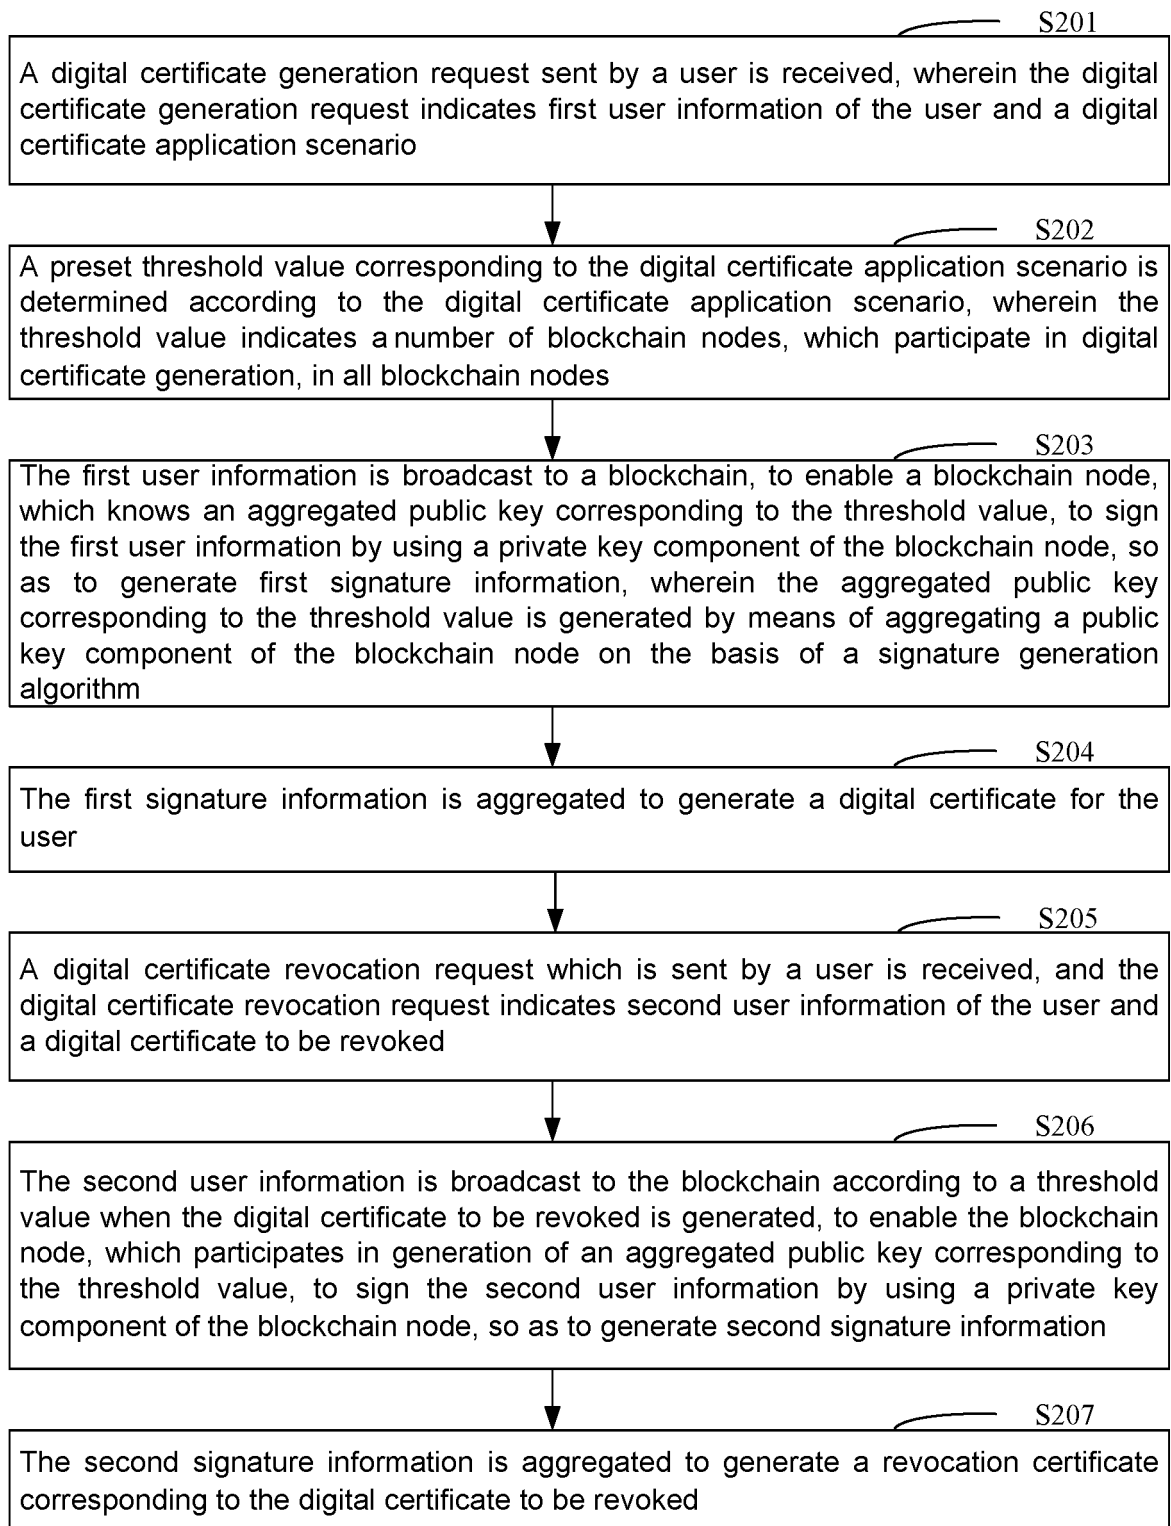 S201
A digital certificate generation request sent by a user is received, wherein the digital
certificate generation request indicates first user information of the user and a digital
certificate application scenario
S202
A preset threshold value corresponding to the digital certificate application scenario is
determined according to the digital certificate application scenario, wherein the
threshold value indicates a number of blockchain nodes, which participate in digital
certificate generation, in all blockchain nodes
S203
The first user information is broadcast to a blockchain, to enable a blockchain node,
which knows an aggregated public key corresponding to the threshold value, to sign
the first user information by using a private key component of the blockchain node, so
as to generate first signature information, wherein the aggregated public key
corresponding to the threshold value is generated by means of aggregating a public
key component of the blockchain node on the basis of a signature generation
algorithm
S204
The first signature information is aggregated to generate a digital certificate for the
user
S205
A digital certificate revocation request which is sent by a user is received, and the
digital certificate revocation request indicates second user information of the user and
a digital certificate to be revoked
S206
The second user information is broadcast to the blockchain according to a threshold
value when the digital certificate to be revoked is generated, to enable the blockchain
node, which participates in generation of an aggregated public key corresponding to
the threshold value, to sign the second user information by using a private key
component of the blockchain node, so as to generate second signature information
S207
The second signature information is aggregated to generate a revocation certificate
corresponding to the digital certificate to be revoked